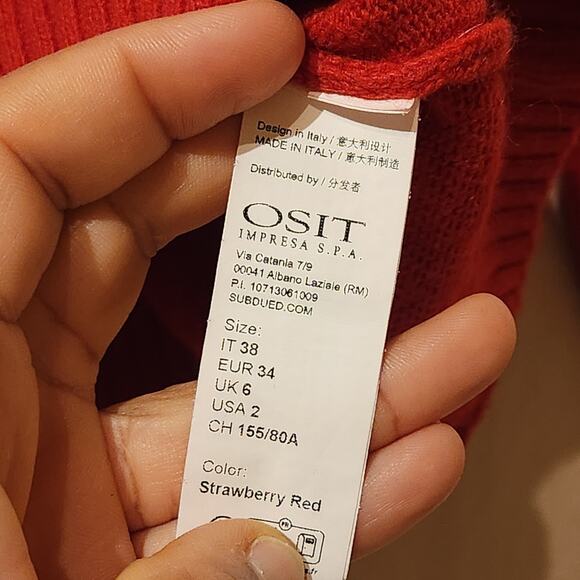 Design in Italy / 意大利设计
MADE IN ITALY / 意大利制造
Distributed by / 分发者
OSIT
IMPRESA S.P.A.
Via Catania 7/9
00041 Albano Laziale (RM)
P.I. 10713061009
SUBDUED.COM
Size:
IT 38
EUR 34
UK 6
USA 2
CH 155/80A
Color:
Strawberry Red
FR